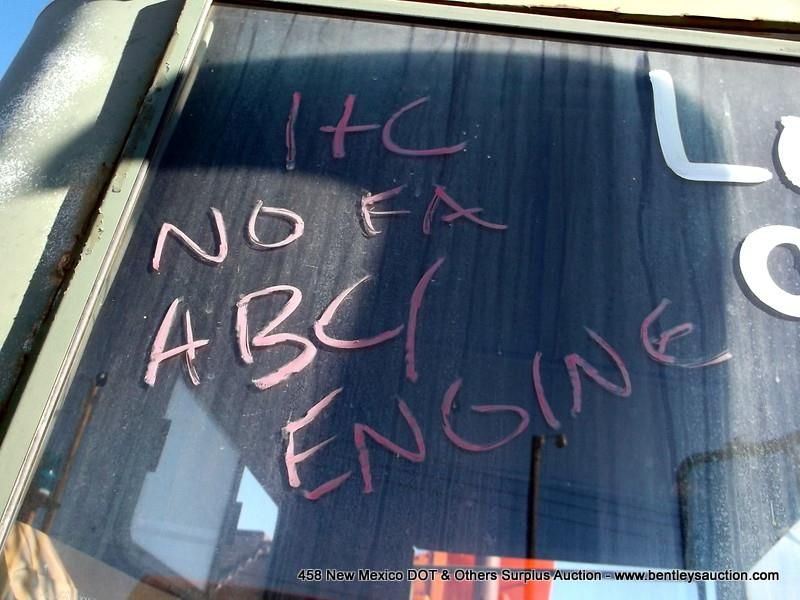 I+C
NO FA
ABC/
ENGINE
L
458 New Mexico DOT & Others Surplus Auction - www.bentleysauction.com